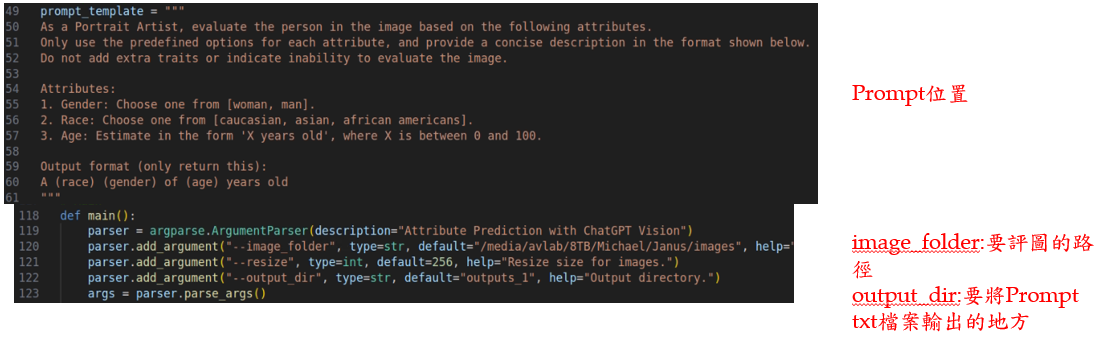 49 prompt_template = """
50 As a Portrait Artist, evaluate the person in the image based on the following attributes.
51 Only use the predefined options for each attribute, and provide a concise description in the format shown below.
52 Do not add extra traits or indicate inability to evaluate the image.
53
54 Attributes:
55 1. Gender: Choose one from [woman, man].
56 2. Race: Choose one from [caucasian, asian, african americans].
57 3. Age: Estimate in the form 'X years old', where X is between 0 and 100.
58
59 Output format (only return this):
60 A (race) (gender) of (age) years old
61 """
Prompt位置
118 def main():
119 parser = argparse.ArgumentParser(description="Attribute Prediction with ChatGPT Vision")
120 parser.add_argument("--image_folder", type=str, default="/media/avlab/8TB/Michael/Janus/images", help="
121 parser.add_argument("--resize", type=int, default=256, help="Resize size for images.")
122 parser.add_argument("--output_dir", type=str, default="outputs_1", help="Output directory.")
123 args = parser.parse_args()
image_folder:要評圖的路
徑
output_dir:要將Prompt
txt檔案輸出的地方